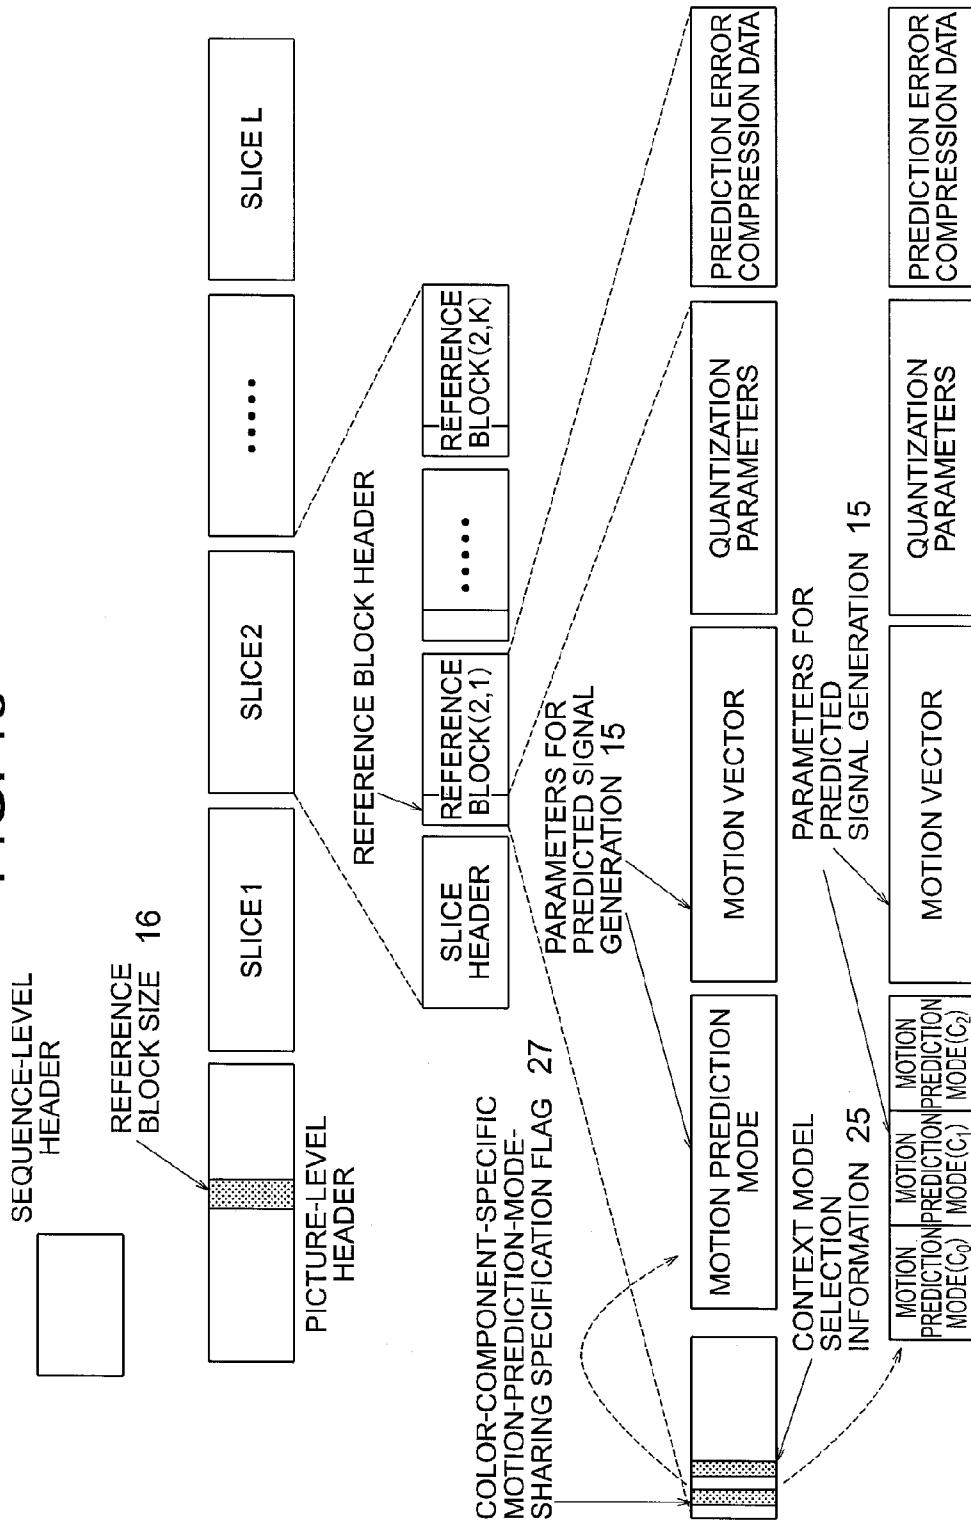 SEQUENCE-LEVEL
HEADER
REFERENCE
BLOCK SIZE 16
PICTURE-LEVEL
HEADER
SLICE1
SLICE2
.....
SLICE L
REFERENCE BLOCK HEADER
SLICE
HEADER
REFERENCE
BLOCK(2,1)
.....
REFERENCE
BLOCK(2,K)
COLOR-COMPONENT-SPECIFIC
MOTION-PREDICTION-MODE-
SHARING SPECIFICATION FLAG 27
PARAMETERS FOR
PREDICTED SIGNAL
GENERATION 15
MOTION PREDICTION
MODE
MOTION VECTOR
QUANTIZATION
PARAMETERS
PREDICTION ERROR
COMPRESSION DATA
CONTEXT MODEL
SELECTION
INFORMATION 25
PARAMETERS FOR
PREDICTED
SIGNAL GENERATION 15
MOTION
PREDICTION
MODE(C0)
MOTION
PREDICTION
MODE(C1)
MOTION
PREDICTION
MODE(C2)
MOTION VECTOR
QUANTIZATION
PARAMETERS
PREDICTION ERROR
COMPRESSION DATA